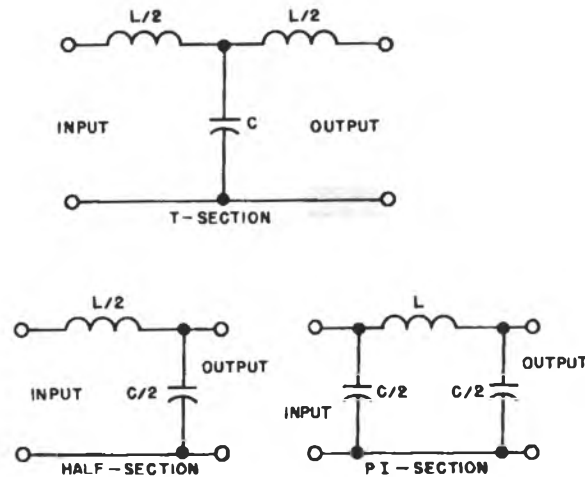 L/2 L/2
INPUT C OUTPUT
T-SECTION
L/2
OUTPUT
INPUT C/2
HALF-SECTION
L
OUTPUT
C/2 C/2
INPUT
PI-SECTION